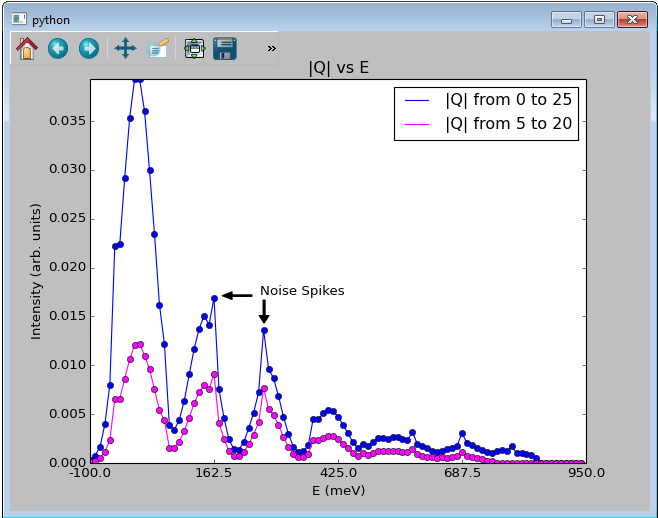 python
»
|Q| vs E
|Q| from 0 to 25
|Q| from 5 to 20
Noise Spikes
Intensity (arb. units)
0.035
0.030
0.025
0.020
0.015
0.010
0.005
0.000
-100.0 162.5 425.0 687.5 950.0
E (meV)